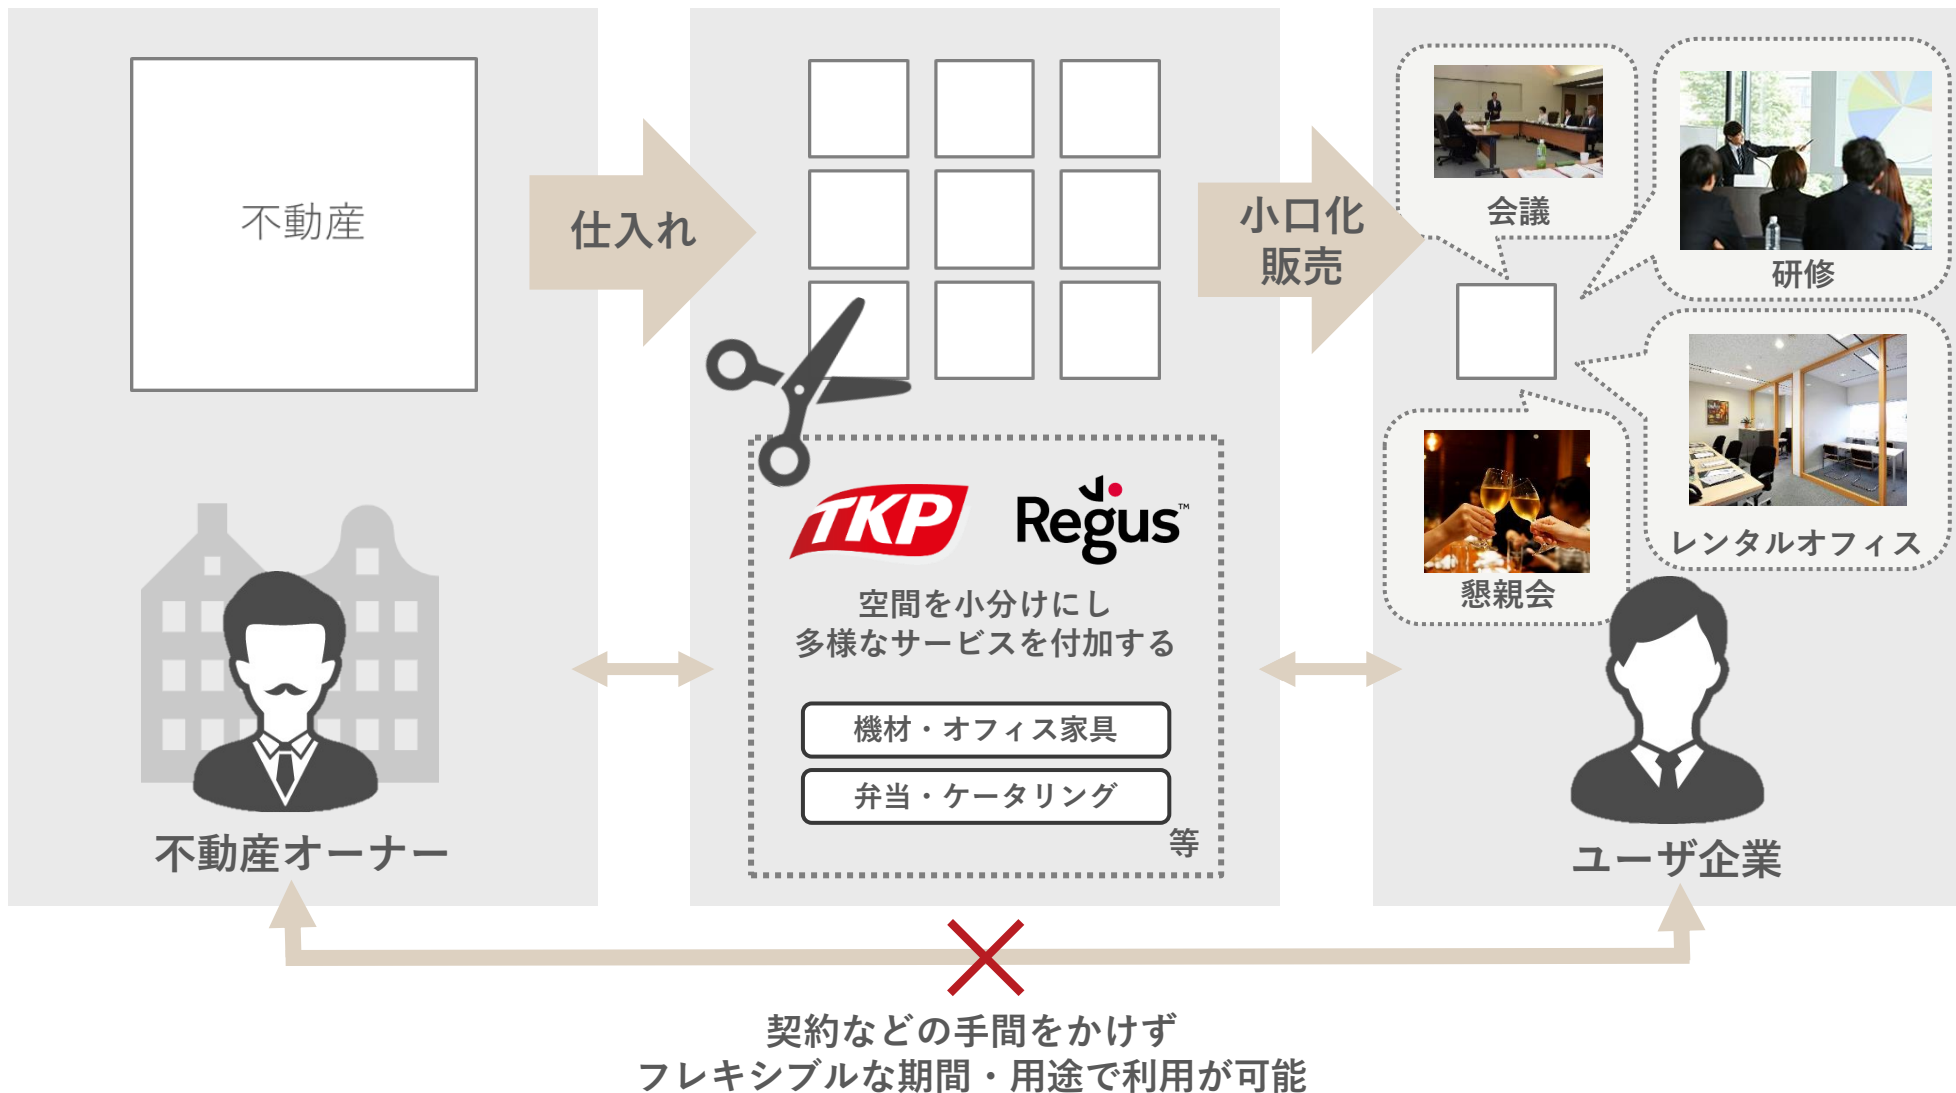 不動産
仕入れ
小口化
販売
会議
研修
レンタルオフィス
懇親会
TKP
Regus™
空間を小分けにし
多様なサービスを付加する
機材・オフィス家具
弁当・ケータリング
等
不動産オーナー
ユーザ企業
契約などの手間をかけず
フレキシブルな期間・用途で利用が可能